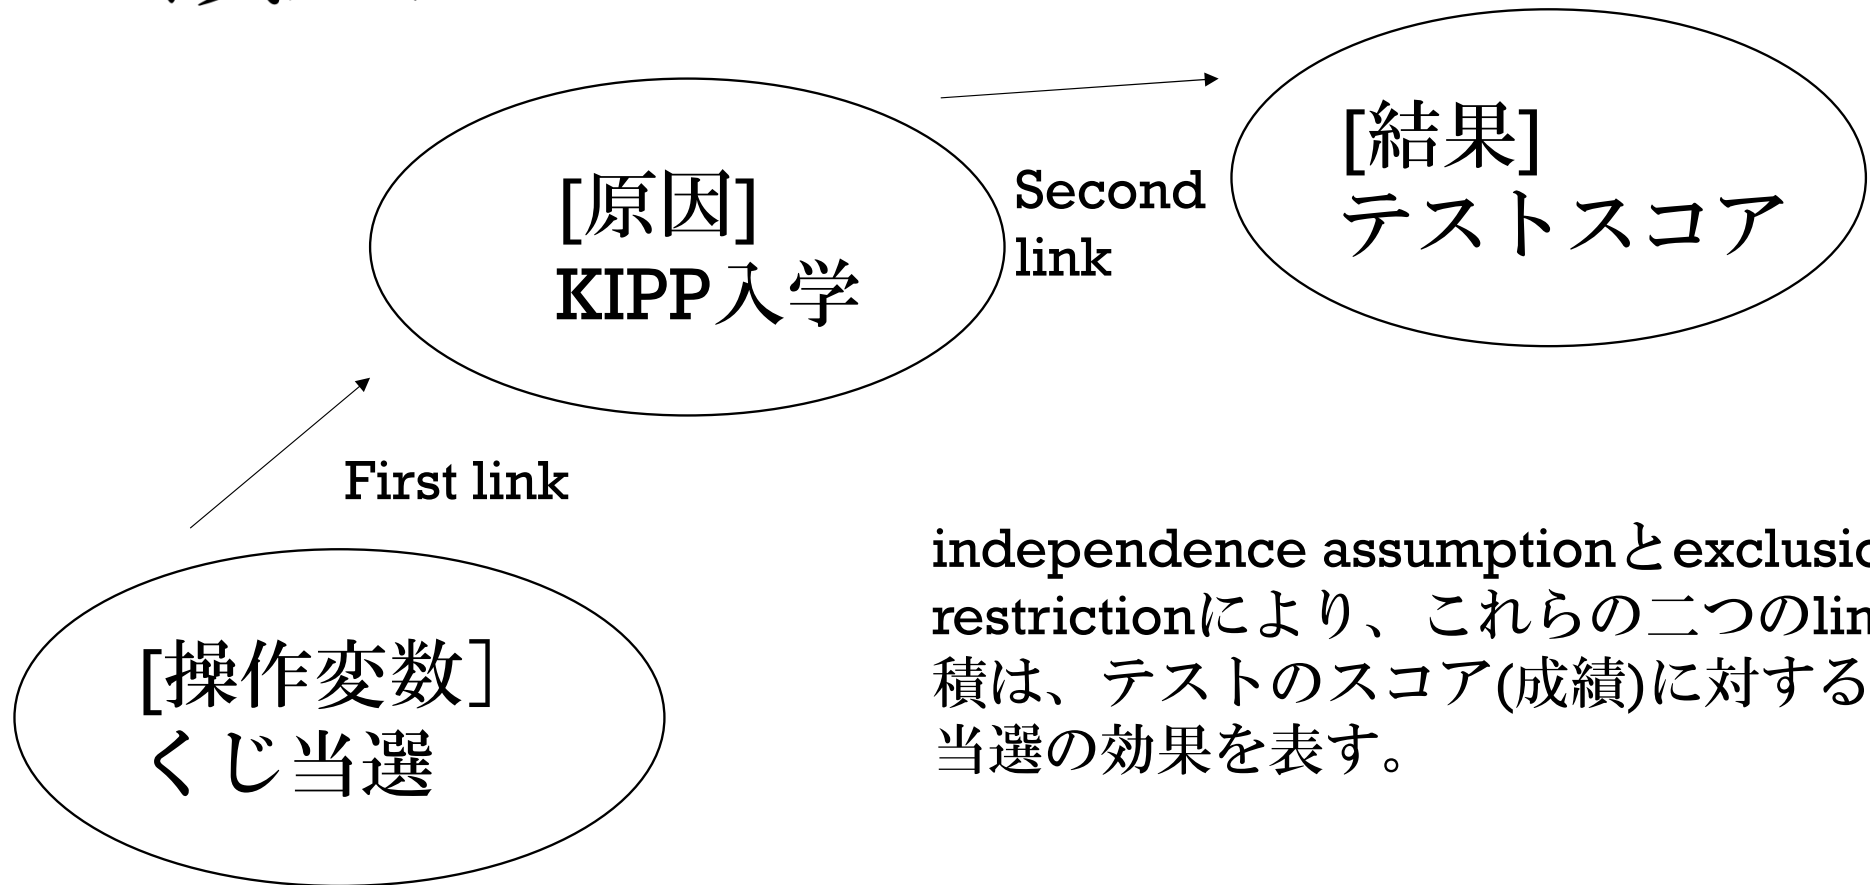 [結果]
テストスコア
[原因]
KIPP入学
Second
link
First link
[操作変数］
くじ当選
independence assumptionとexclusio
restrictionにより、これらの二つのlin
積は、テストのスコア(成績)に対する
当選の効果を表す。